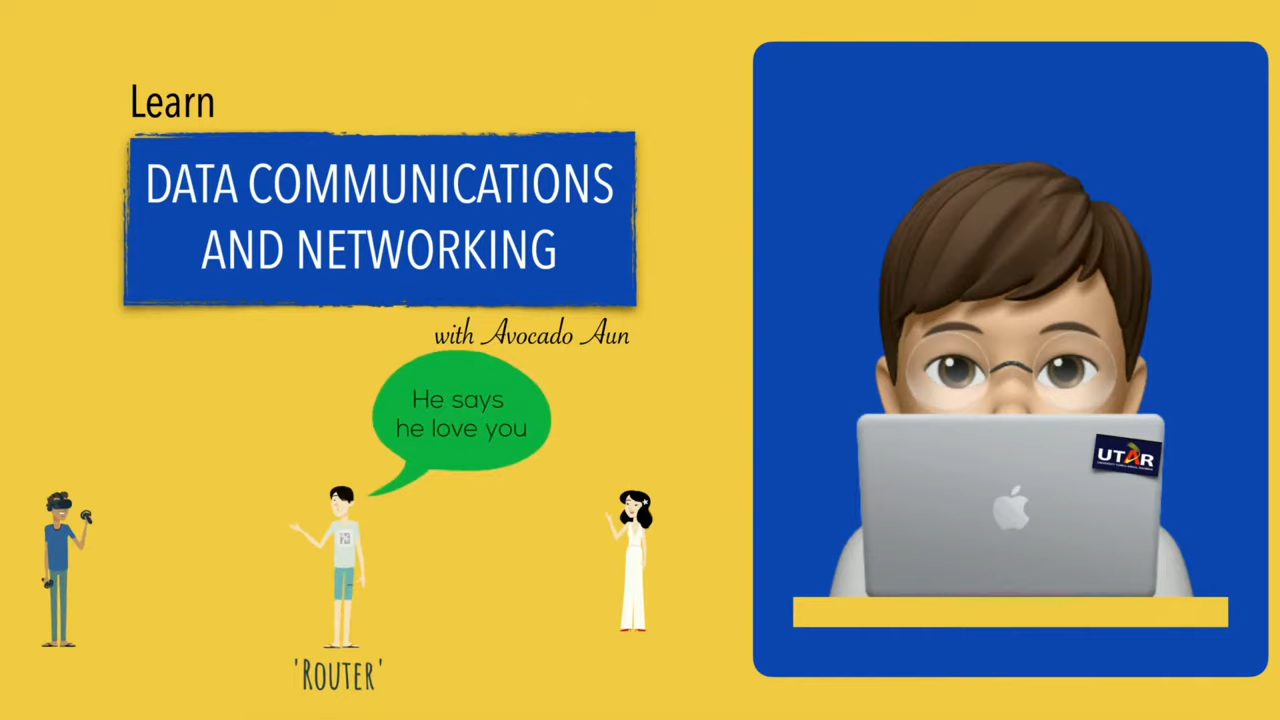 Learn
DATA COMMUNICATIONS
AND NETWORKING
with Avocado Aun
He says
he love you
UTAR
'ROUTER'